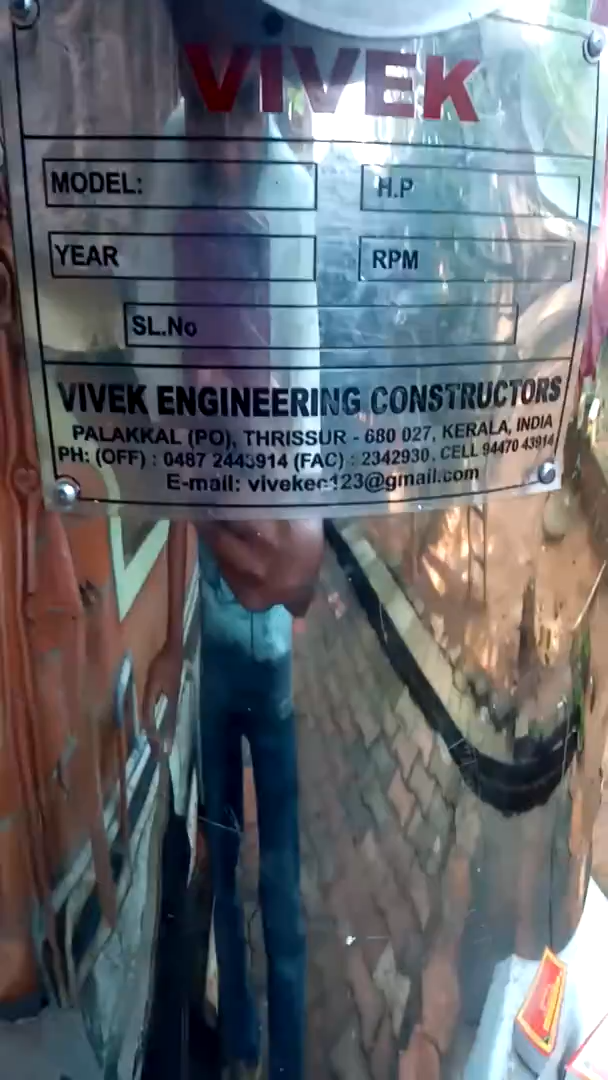 VIVEK
MODEL: H.P
YEAR RPM
SL.No
VIVEK ENGINEERING CONSTRUCTORS
PALAKKAL (PO), THRISSUR - 680 027, KERALA, INDIA
PH: (OFF) : 0487 2443914 (FAC) : 2342930, CELL 94470 43914
E-mail: vivekec123@gmail.com